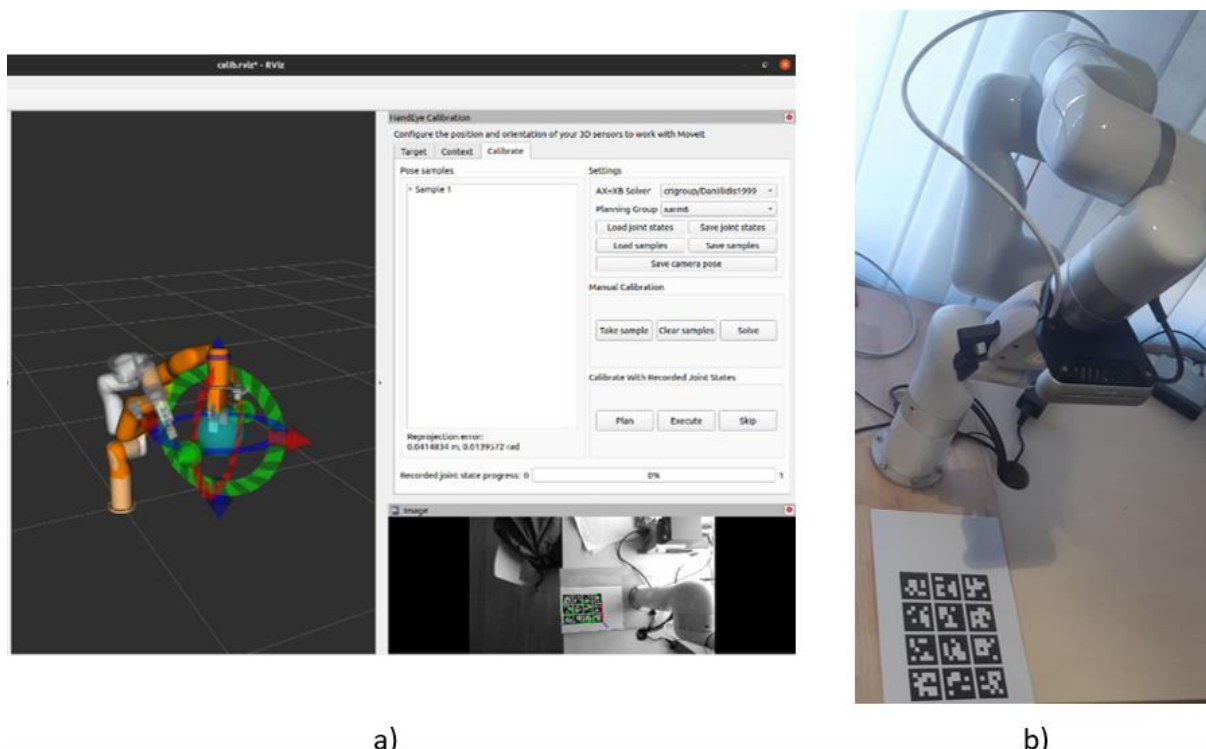 calib.rviz* - RViz
HandEye Calibration
Configure the position and orientation of your 3D sensors to work with MoveIt
Target Context Calibrate
Pose samples
Sample 1
Reprojection error:
0.0414834 m, 0.0139572 rad
Settings
AX=XB Solver crigroup/Daniilidis1999
Planning Group xarm6
Load joint states Save joint states
Load samples Save samples
Save camera pose
Manual Calibration
Take sample Clear samples Solve
Calibrate With Recorded Joint States
Plan Execute Skip
Recorded joint state progress: 0 0% 1
Image
a)
b)